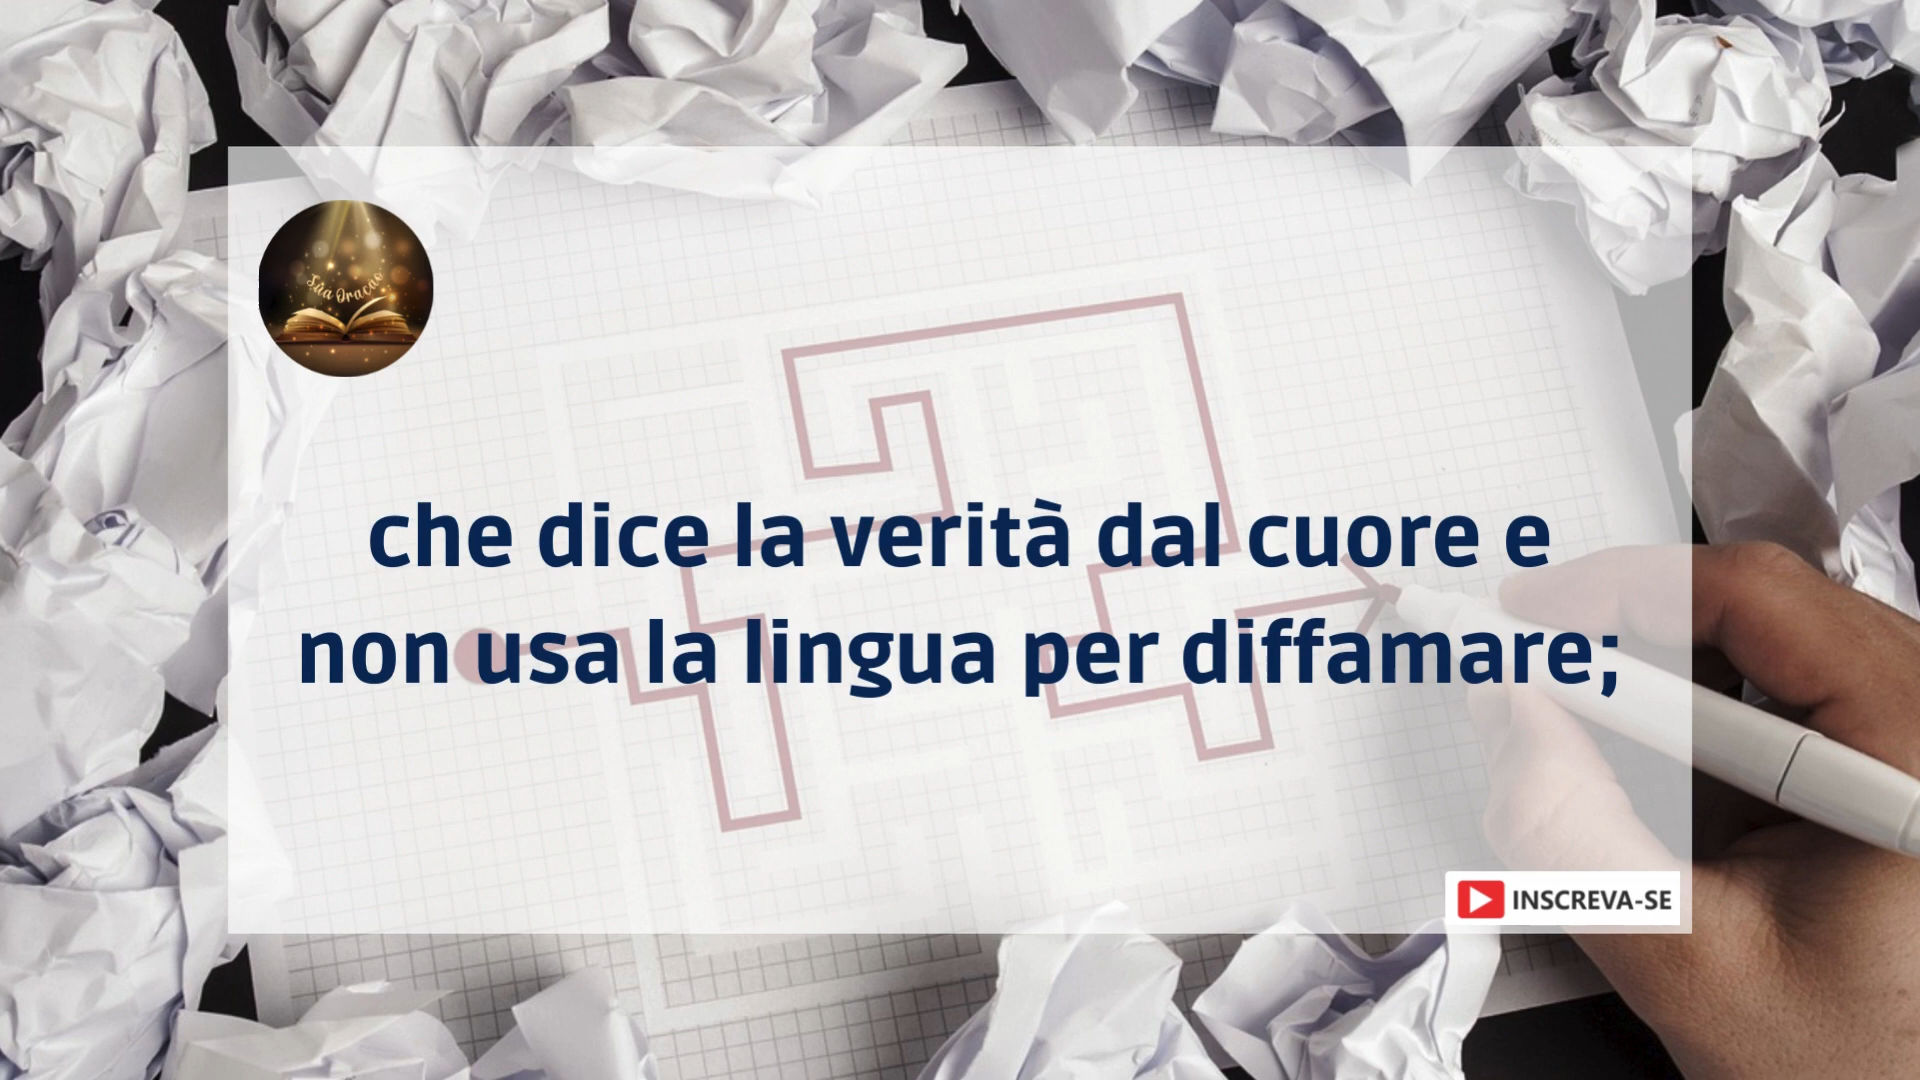 Sua Oração
che dice la verità dal cuore e
non usa la lingua per diffamare;
INSCREVA-SE